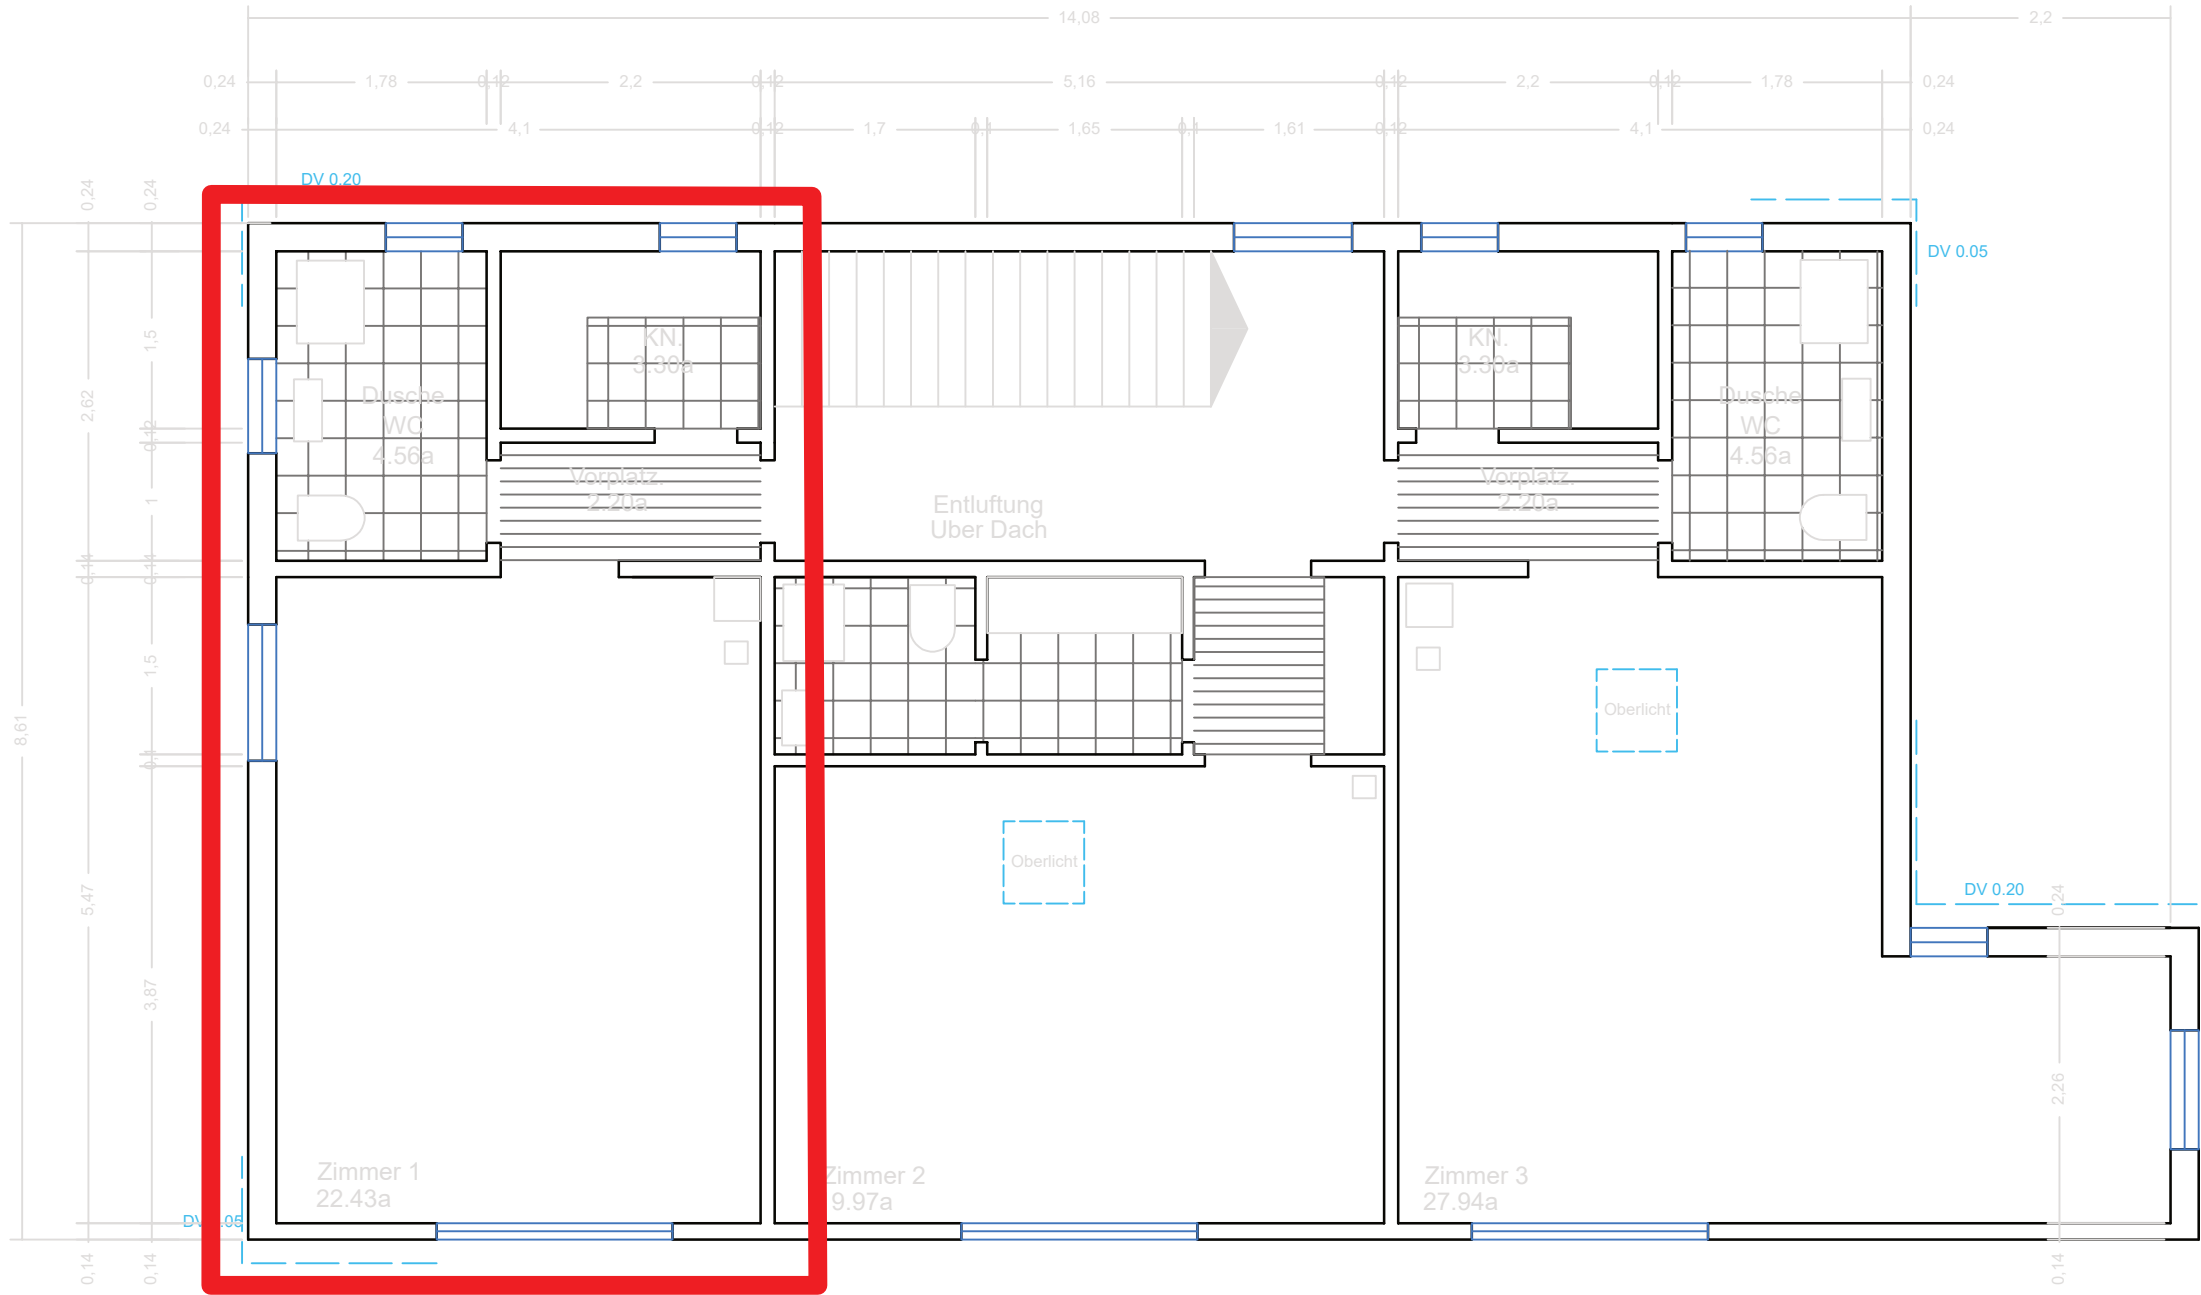 14,08
2,2
0,24
1,78
0,12
2,2
0,12
5,16
0,12
2,2
0,12
1,78
0,24
0,24
4,1
0,12
1,7
0,1
1,65
0,1
1,61
0,12
4,1
0,24
DV 0.20
0,24
0,24
DV 0.05
1,5
2,62
0,12
1
0,14
0,14
1,5
8,61
0,1
5,47
3,87
0,14
0,14
KN.
3.30a
Dusche
WC
4.56a
Vorplatz.
2.20a
Entluftung
Uber Dach
KN.
3.30a
Dusche
WC
4.56a
Vorplatz.
2.20a
Oberlicht
Oberlicht
DV 0.20
0,24
2,26
0,14
Zimmer 1
22.43a
Zimmer 2
9.97a
Zimmer 3
27.94a